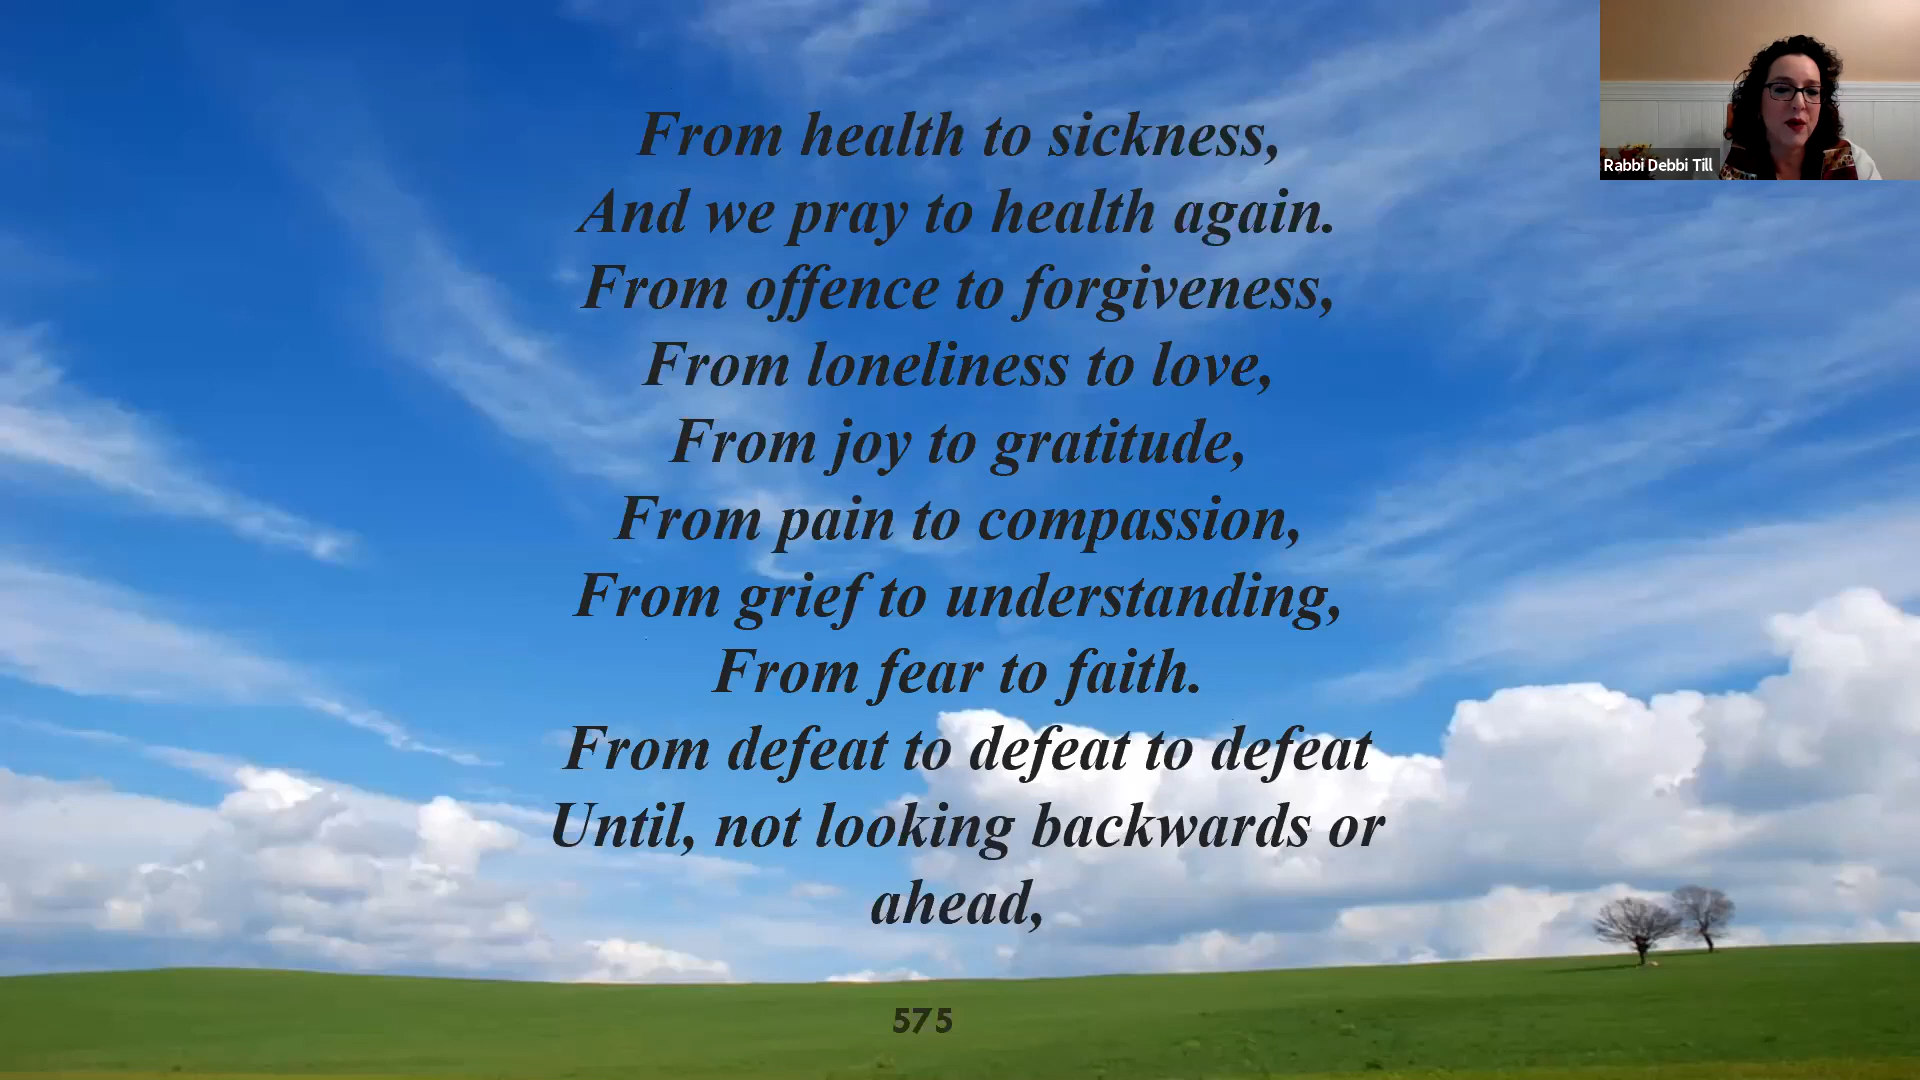 From health to sickness,
And we pray to health again.
From offence to forgiveness,
From loneliness to love,
From joy to gratitude,
From pain to compassion,
From grief to understanding,
From fear to faith.
From defeat to defeat to defeat
Until, not looking backwards or
ahead,
575
Rabbi Debbi Till